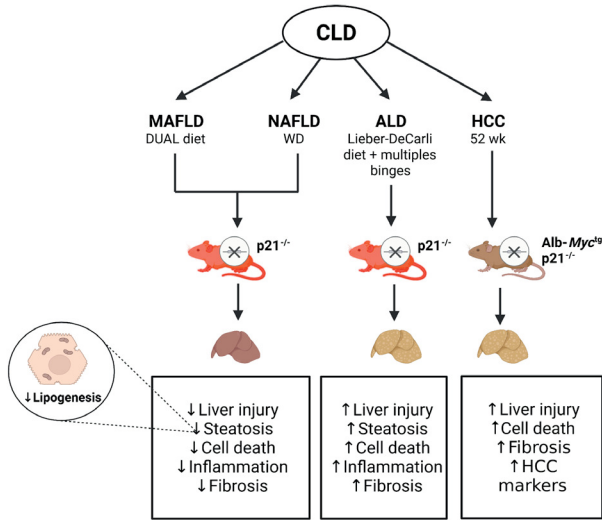 CLD
MAFLD
DUAL diet
NAFLD
WD
ALD
Lieber-DeCarli
diet + multiples
binges
HCC
52 wk
p21-/-
p21-/-
Alb-Myctg
p21-/-
↓Lipogenesis
↓Liver injury
↓Steatosis
↓Cell death
↓Inflammation
↓Fibrosis
↑Liver injury
↑Steatosis
↑Cell death
↑Inflammation
↑Fibrosis
↑Liver injury
↑Cell death
↑Fibrosis
↑HCC
markers